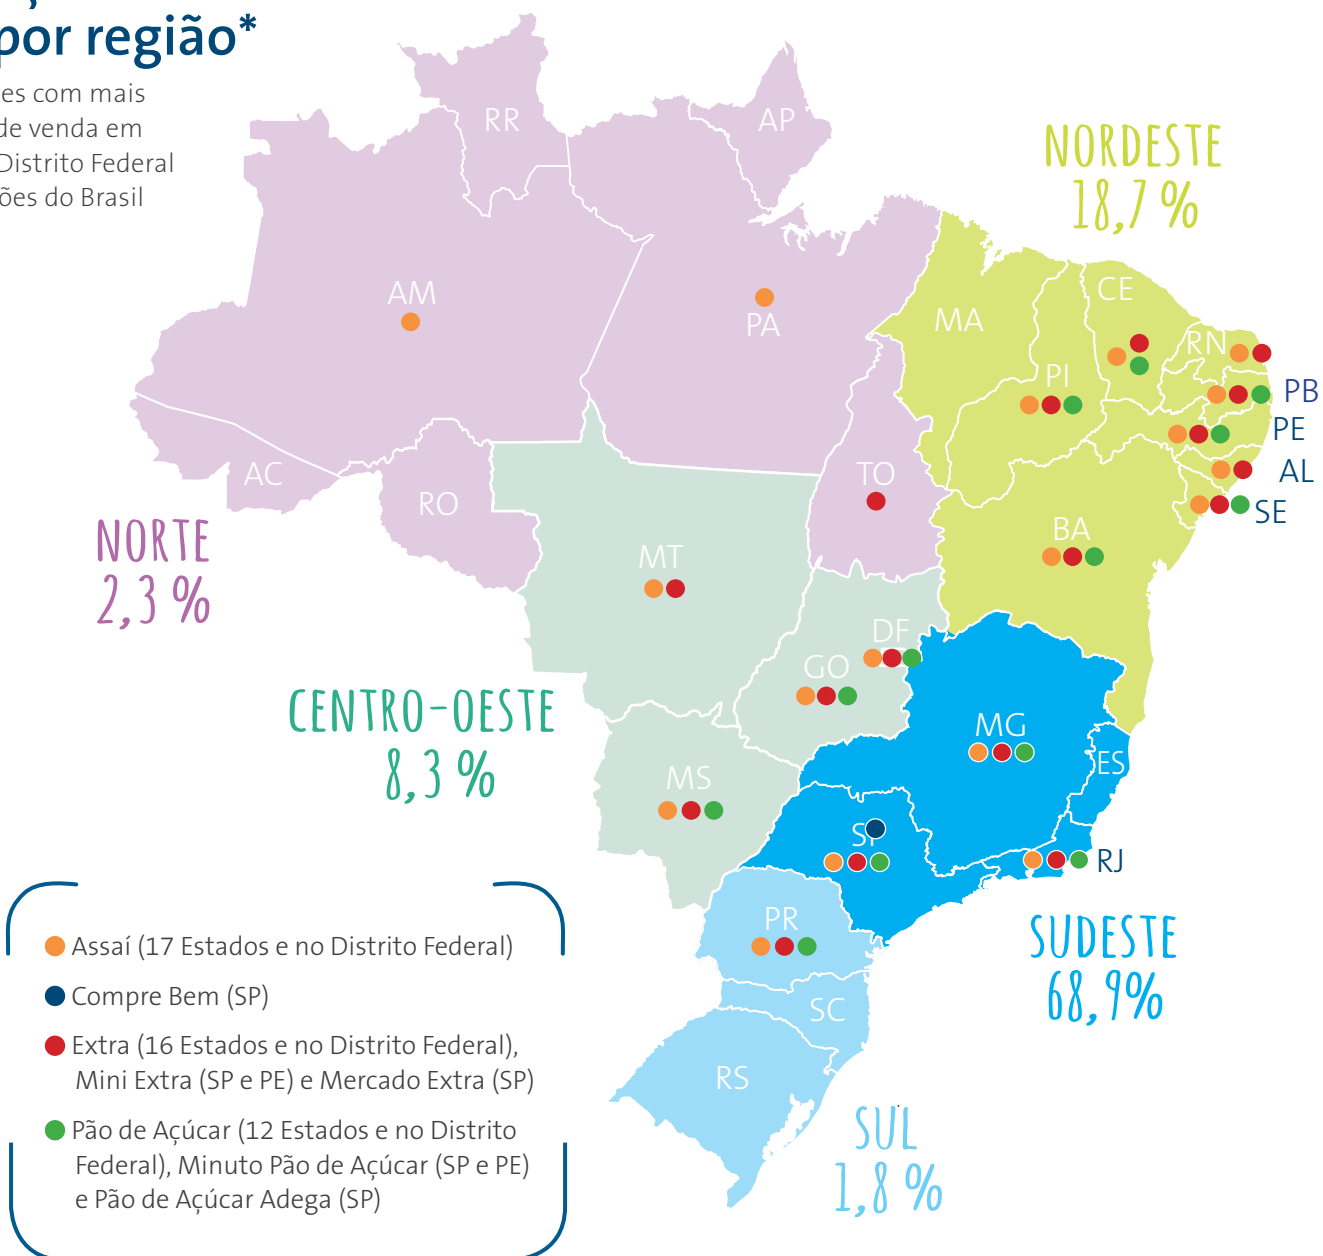 por região*
es com mais
de venda em
Distrito Federal
ões do Brasil
RR
AP
NORDESTE
18,7 %
AM
PA
MA
CE
RN
PI
PB
PE
AC
RO
TO
AL
SE
BA
NORTE
2,3 %
MT
DF
GO
CENTRO-OESTE
8,3 %
MG
ES
MS
SP
RJ
PR
SUDESTE
68,9%
SC
RS
SUL
1,8 %
Assaí (17 Estados e no Distrito Federal)
Compre Bem (SP)
Extra (16 Estados e no Distrito Federal),
Mini Extra (SP e PE) e Mercado Extra (SP)
Pão de Açúcar (12 Estados e no Distrito
Federal), Minuto Pão de Açúcar (SP e PE)
e Pão de Açúcar Adega (SP)